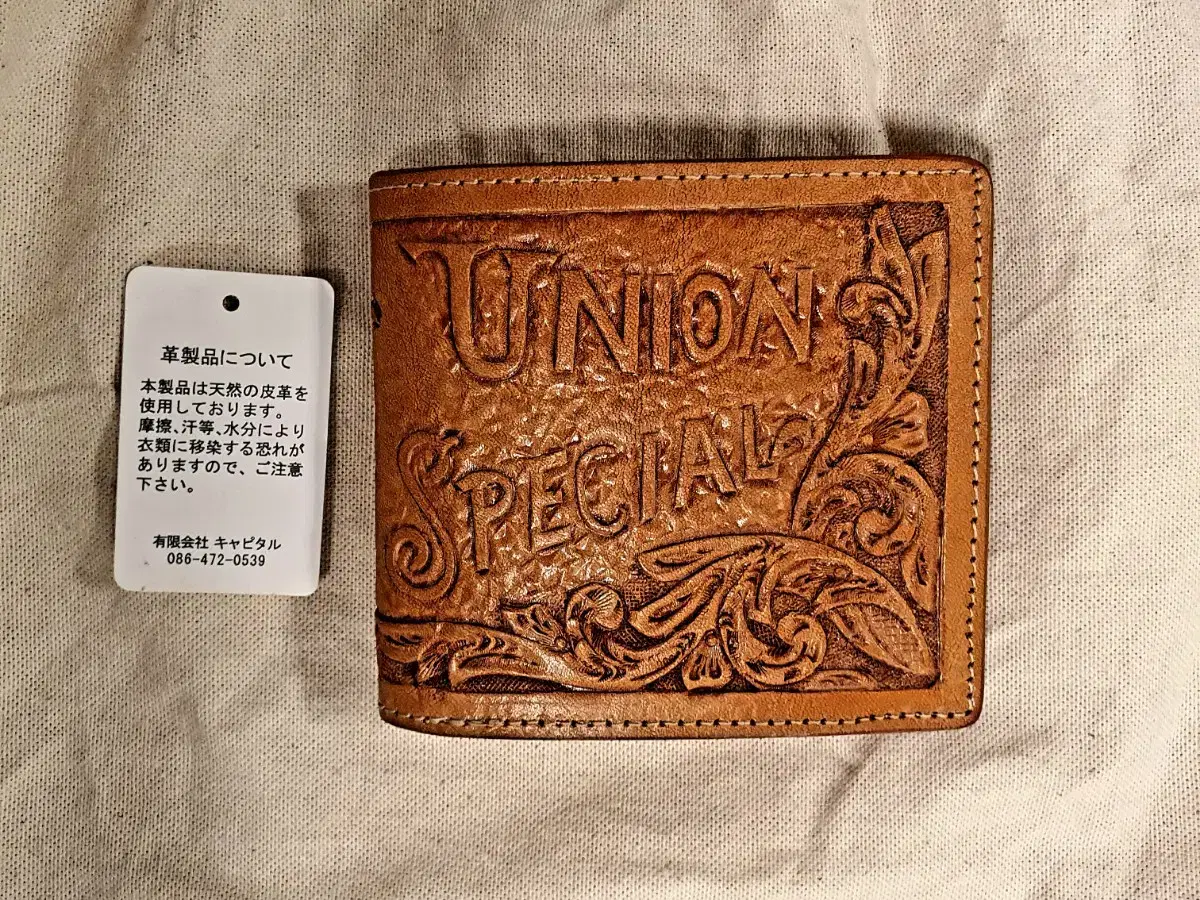 革製品について
本製品は天然の皮革を
使用しております。
摩擦、汗等、水分により
衣類に移染する恐れが
ありますので、ご注意
下さい。
有限会社 キャピタル
086-472-0539
UNION
SPECIAL